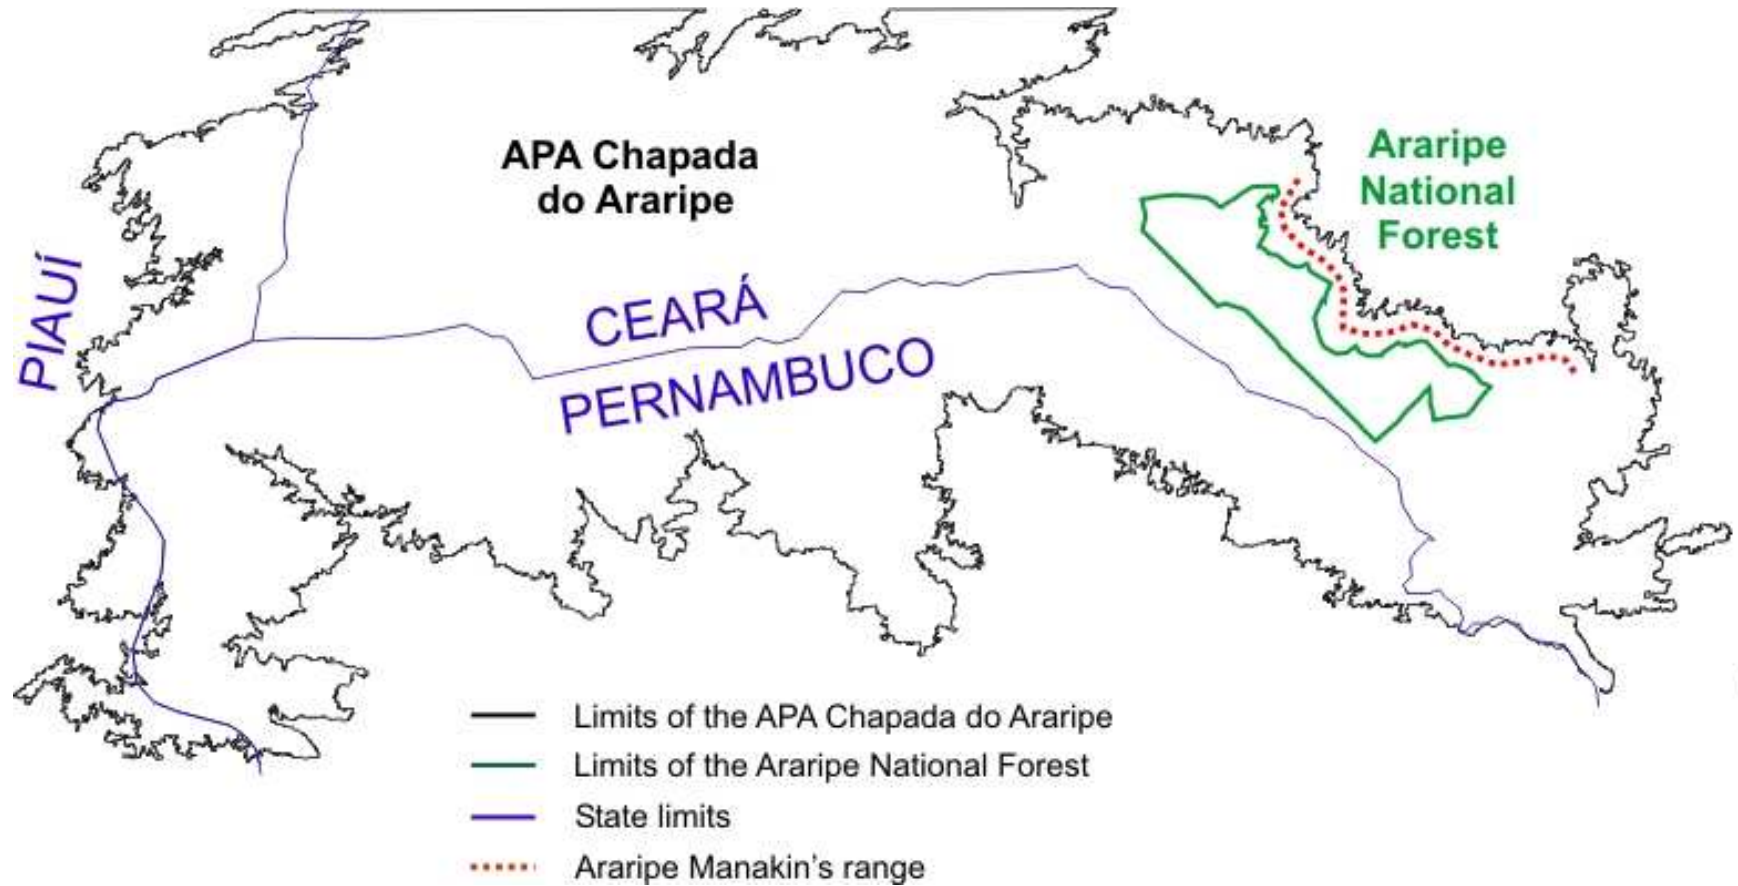 APA Chapada
do Araripe
Araripe
National
Forest
PIAUÍ
CEARÁ
PERNAMBUCO
Limits of the APA Chapada do Araripe
Limits of the Araripe National Forest
State limits
Araripe Manakin's range